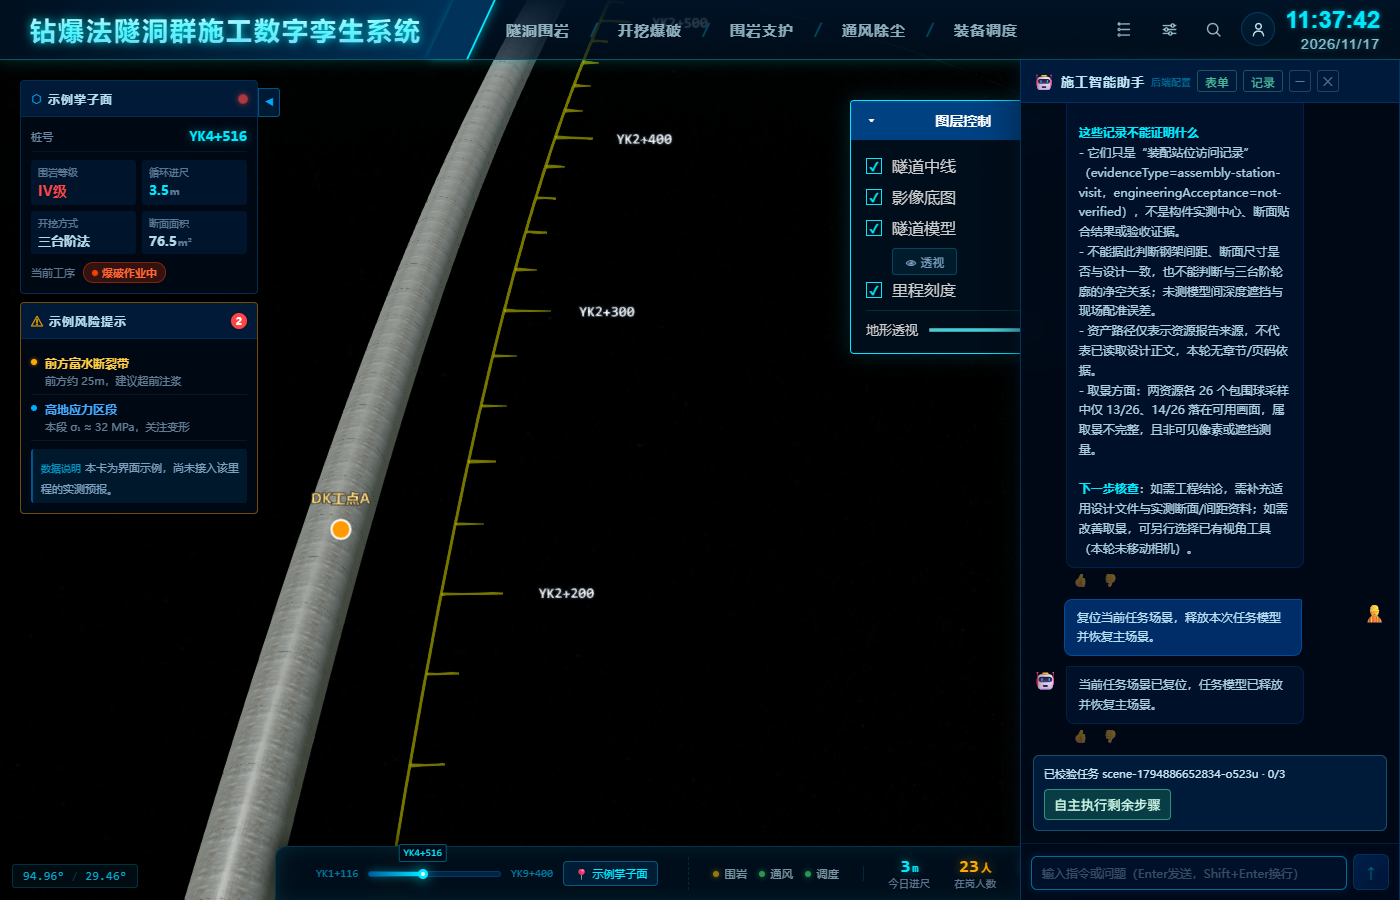 钻爆法隧洞群施工数字孪生系统
隧洞围岩 / 开挖爆破 / 围岩支护 / 通风除尘 / 装备调度
11:37:42
2026/11/17
YK2+500
YK2+400
YK2+300
YK2+200
DK工点A
示例掌子面
桩号 YK4+516
围岩等级
IV级
循环进尺
3.5m
开挖方式
三台阶法
断面面积
76.5m²
当前工序 爆破作业中
示例风险提示 2
前方富水断裂带
前方约 25m，建议超前注浆
高地应力区段
本段 σ₁ ≈ 32 MPa，关注变形
数据说明 本卡为界面示例，尚未接入该里
程的实测预报。
图层控制
隧道中线
影像底图
隧道模型
透视
里程刻度
地形透视
施工智能助手 后端配置 表单 记录
这些记录不能证明什么
- 它们只是“装配站位访问记录”
（evidenceType=assembly-station-
visit，engineeringAcceptance=not-
verified），不是构件实测中心、断面贴
合结果或验收证据。
- 不能据此判断钢架间距、断面尺寸是
否与设计一致，也不能判断与三台阶轮
廓的净空关系；未测模型间深度遮挡与
现场配准误差。
- 资产路径仅表示资源报告来源，不代
表已读取设计正文，本轮无章节/页码依
据。
- 取景方面：两资源各 26 个包围球采样
中仅 13/26、14/26 落在可用画面，属
取景不完整，且非可见像素或遮挡测
量。
下一步核查：如需工程结论，需补充适
用设计文件与实测断面/间距资料；如需
改善取景，可另行选择已有视角工具
（本轮未移动相机）。
复位当前任务场景，释放本次任务模型
并恢复主场景。
当前任务场景已复位，任务模型已释放
并恢复主场景。
已校验任务 scene-1794886652834-o523u · 0/3
自主执行剩余步骤
输入指令或问题（Enter发送，Shift+Enter换行）
94.96° / 29.46°
YK4+516
YK1+116
YK9+400
示例掌子面
围岩
通风
调度
3m
今日进尺
23人
在岗人数